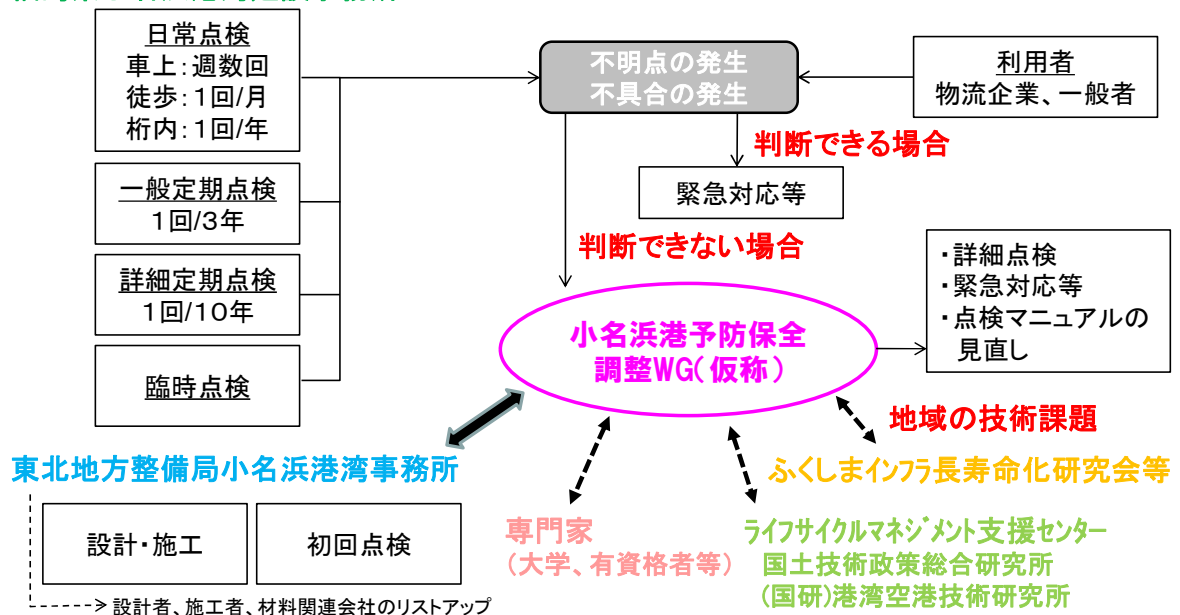 日常点検
車上：週数回
徒歩：1回/月
桁内：1回/年
一般定期点検
1回/3年
詳細定期点検
1回/10年
臨時点検
不明点の発生
不具合の発生
利用者
物流企業、一般者
判断できる場合
緊急対応等
判断できない場合
・詳細点検
・緊急対応等
・点検マニュアルの
見直し
小名浜港予防保全
調整WG(仮称)
地域の技術課題
東北地方整備局小名浜港湾事務所
ふくしまインフラ長寿命化研究会等
設計・施工
初回点検
専門家
(大学、有資格者等)
ライフサイクルマネジメント支援センター
国土技術政策総合研究所
(国研)港湾空港技術研究所
設計者、施工者、材料関連会社のリストアップ